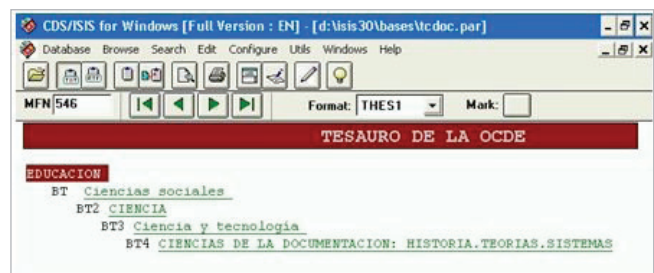 CDS/ISIS for Windows [Full Version : EN] - [d:\isis30\bases\tcdoc.par]
Database Browse Search Edit Configure Utils Windows Help
MFN 546 Format: THES1 Mark:
TESAURO DE LA OCDE
EDUCACION
BT Ciencias sociales
BT2 CIENCIA
BT3 Ciencia y tecnología
BT4 CIENCIAS DE LA DOCUMENTACION: HISTORIA.TEORIAS.SISTEMAS